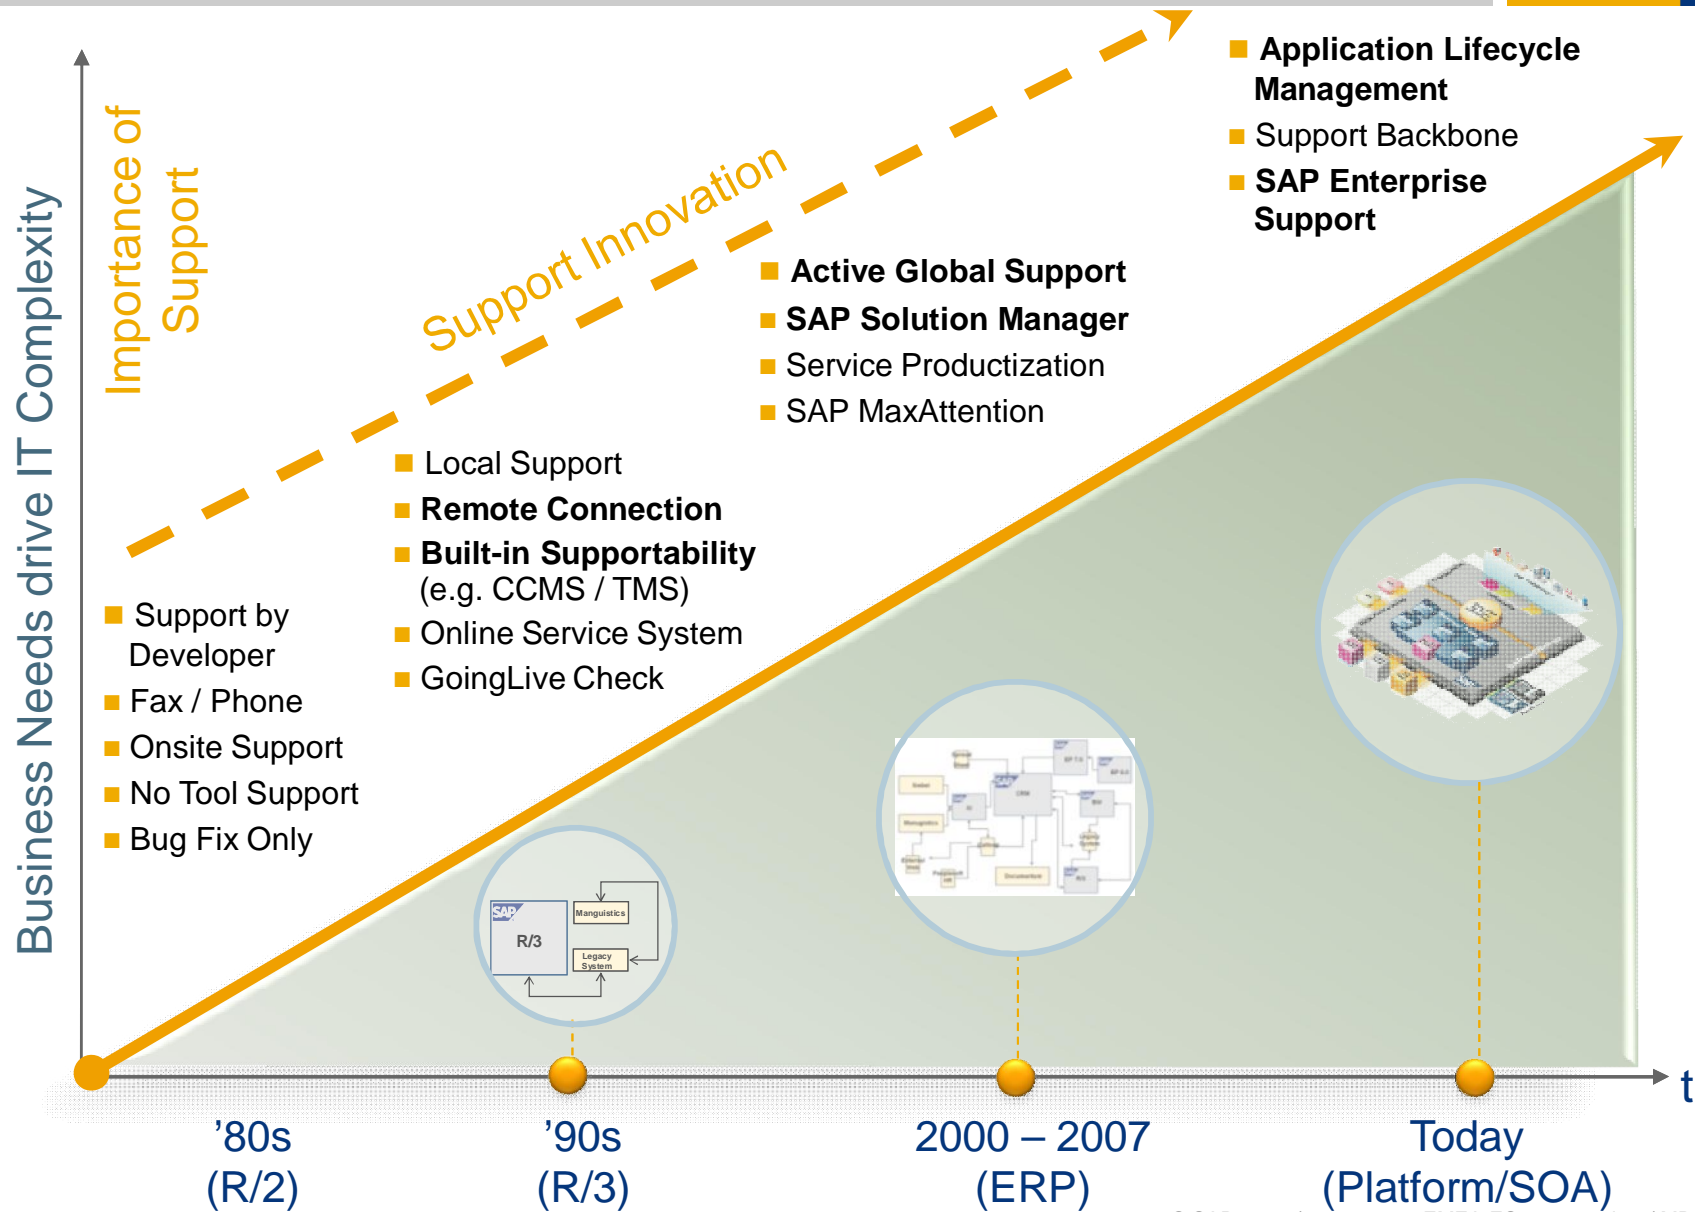 Business Needs drive IT Complexity
Importance of
Support
Support Innovation
Application Lifecycle
Management
Support Backbone
SAP Enterprise
Support
Active Global Support
SAP Solution Manager
Service Productization
SAP MaxAttention
Local Support
Remote Connection
Built-in Supportability
(e.g. CCMS / TMS)
Online Service System
GoingLive Check
Support by
Developer
Fax / Phone
Onsite Support
No Tool Support
Bug Fix Only
SAP
R/3
Manguistics
Legacy
System
CRM
Documentum
t
’80s
(R/2)
’90s
(R/3)
2000 – 2007
(ERP)
Today
(Platform/SOA)